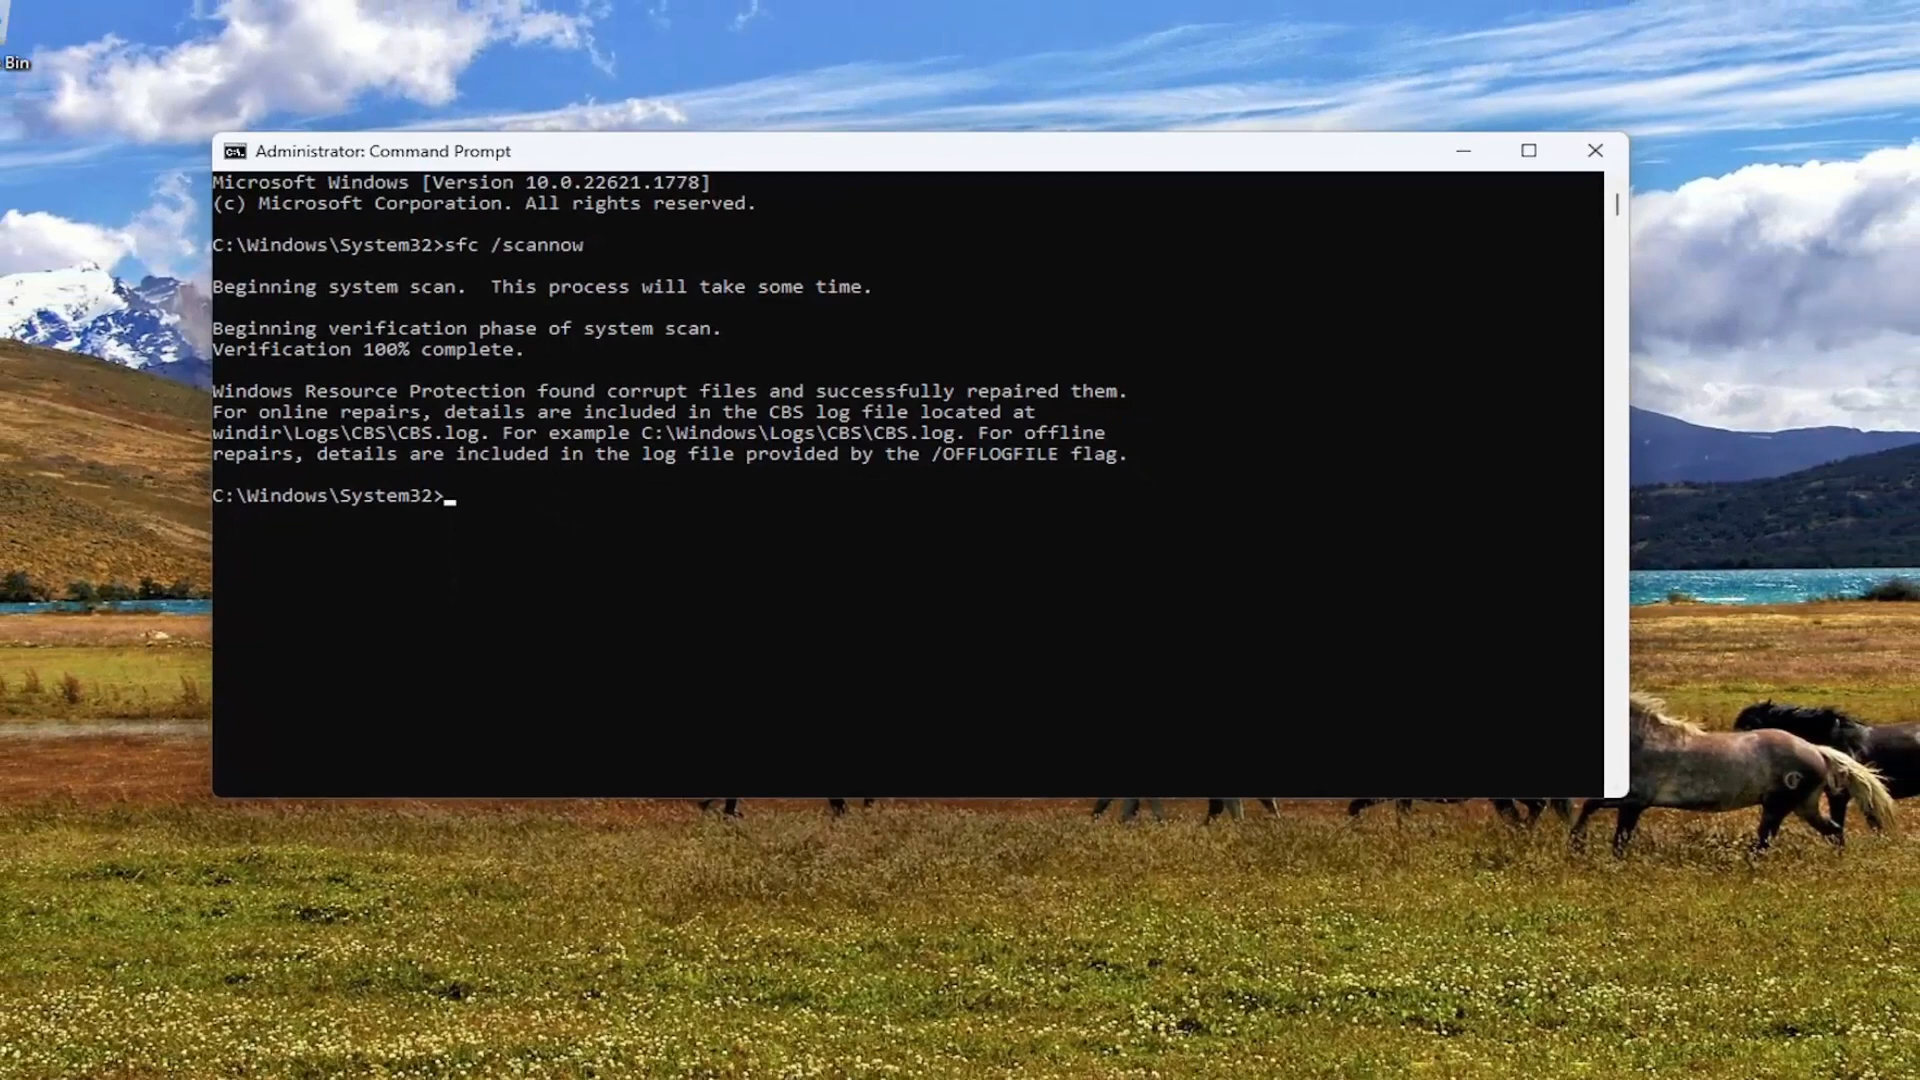 Bin
Administrator: Command Prompt
Microsoft Windows [Version 10.0.22621.1778]
(c) Microsoft Corporation. All rights reserved.
C:\Windows\System32>sfc /scannow
Beginning system scan.  This process will take some time.
Beginning verification phase of system scan.
Verification 100% complete.
Windows Resource Protection found corrupt files and successfully repaired them.
For online repairs, details are included in the CBS log file located at
windir\Logs\CBS\CBS.log. For example C:\Windows\Logs\CBS\CBS.log. For offline
repairs, details are included in the log file provided by the /OFFLOGFILE flag.
C:\Windows\System32>